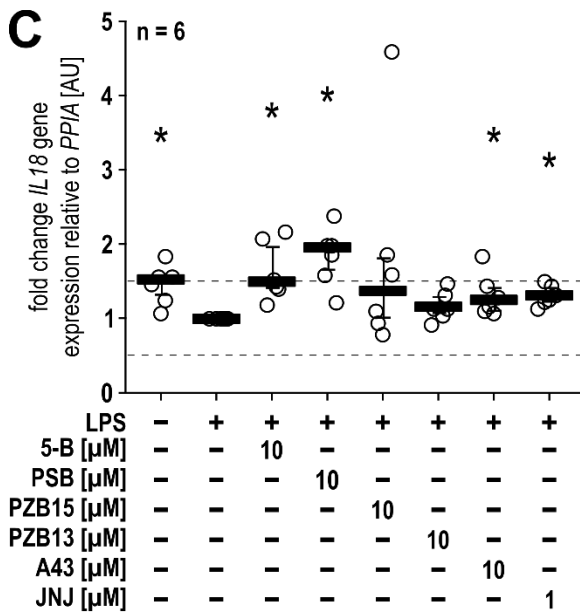 C
n = 6
fold change IL18 gene
expression relative to PPIA [AU]
5
4
3
2
1
0
* * * * *
LPS – + + + + + + +
5-B [µM] – – 10 – – – – –
PSB [µM] – – – 10 – – – –
PZB15 [µM] – – – – 10 – – –
PZB13 [µM] – – – – – 10 – –
A43 [µM] – – – – – – 10 –
JNJ [µM] – – – – – – – 1